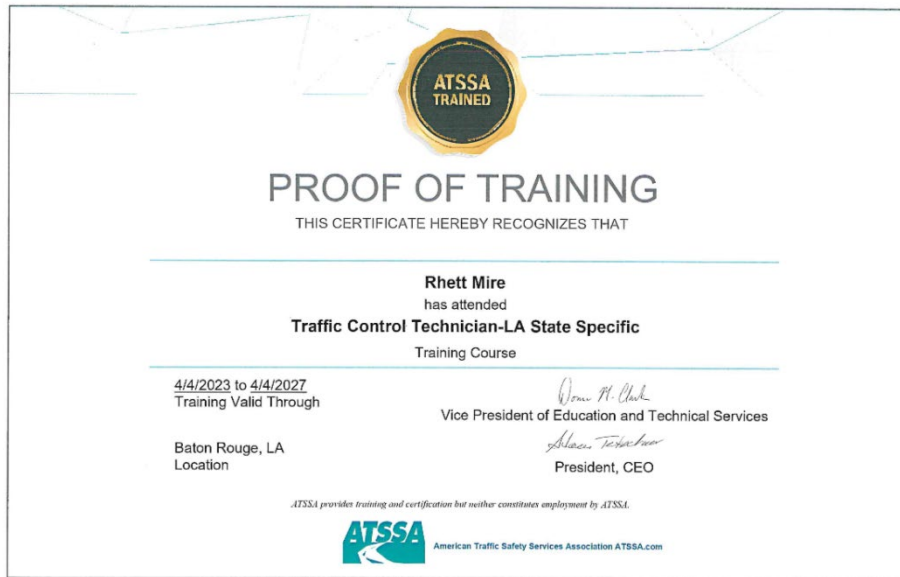 ATSSA
TRAINED
PROOF OF TRAINING
THIS CERTIFICATE HEREBY RECOGNIZES THAT
Rhett Mire
has attended
Traffic Control Technician-LA State Specific
Training Course
4/4/2023 to 4/4/2027
Training Valid Through
Donna M. Clark
Vice President of Education and Technical Services
Baton Rouge, LA
Location
President, CEO
ATSSA provides training and certification but neither constitutes employment by ATSSA.
ATSSA
American Traffic Safety Services Association ATSSA.com